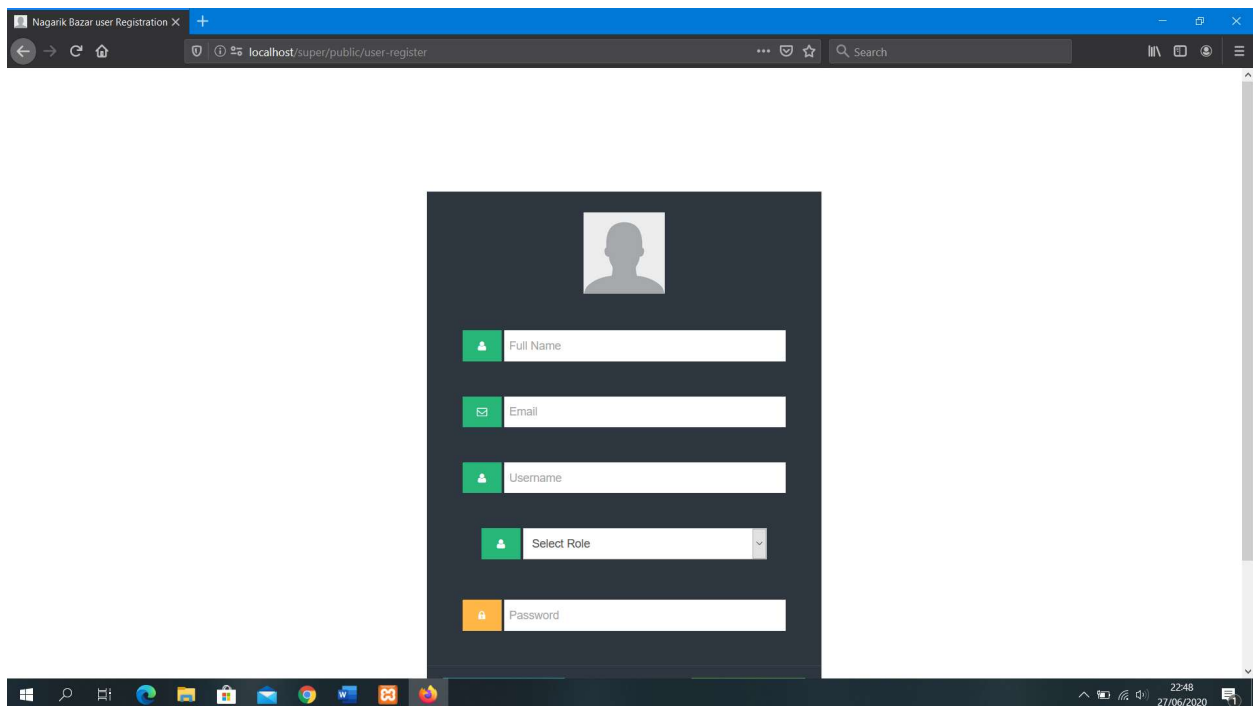 Nagarik Bazar user Registration
localhost/super/public/user-register
Search
Full Name
Email
Username
Select Role
Password
22:48
27/06/2020